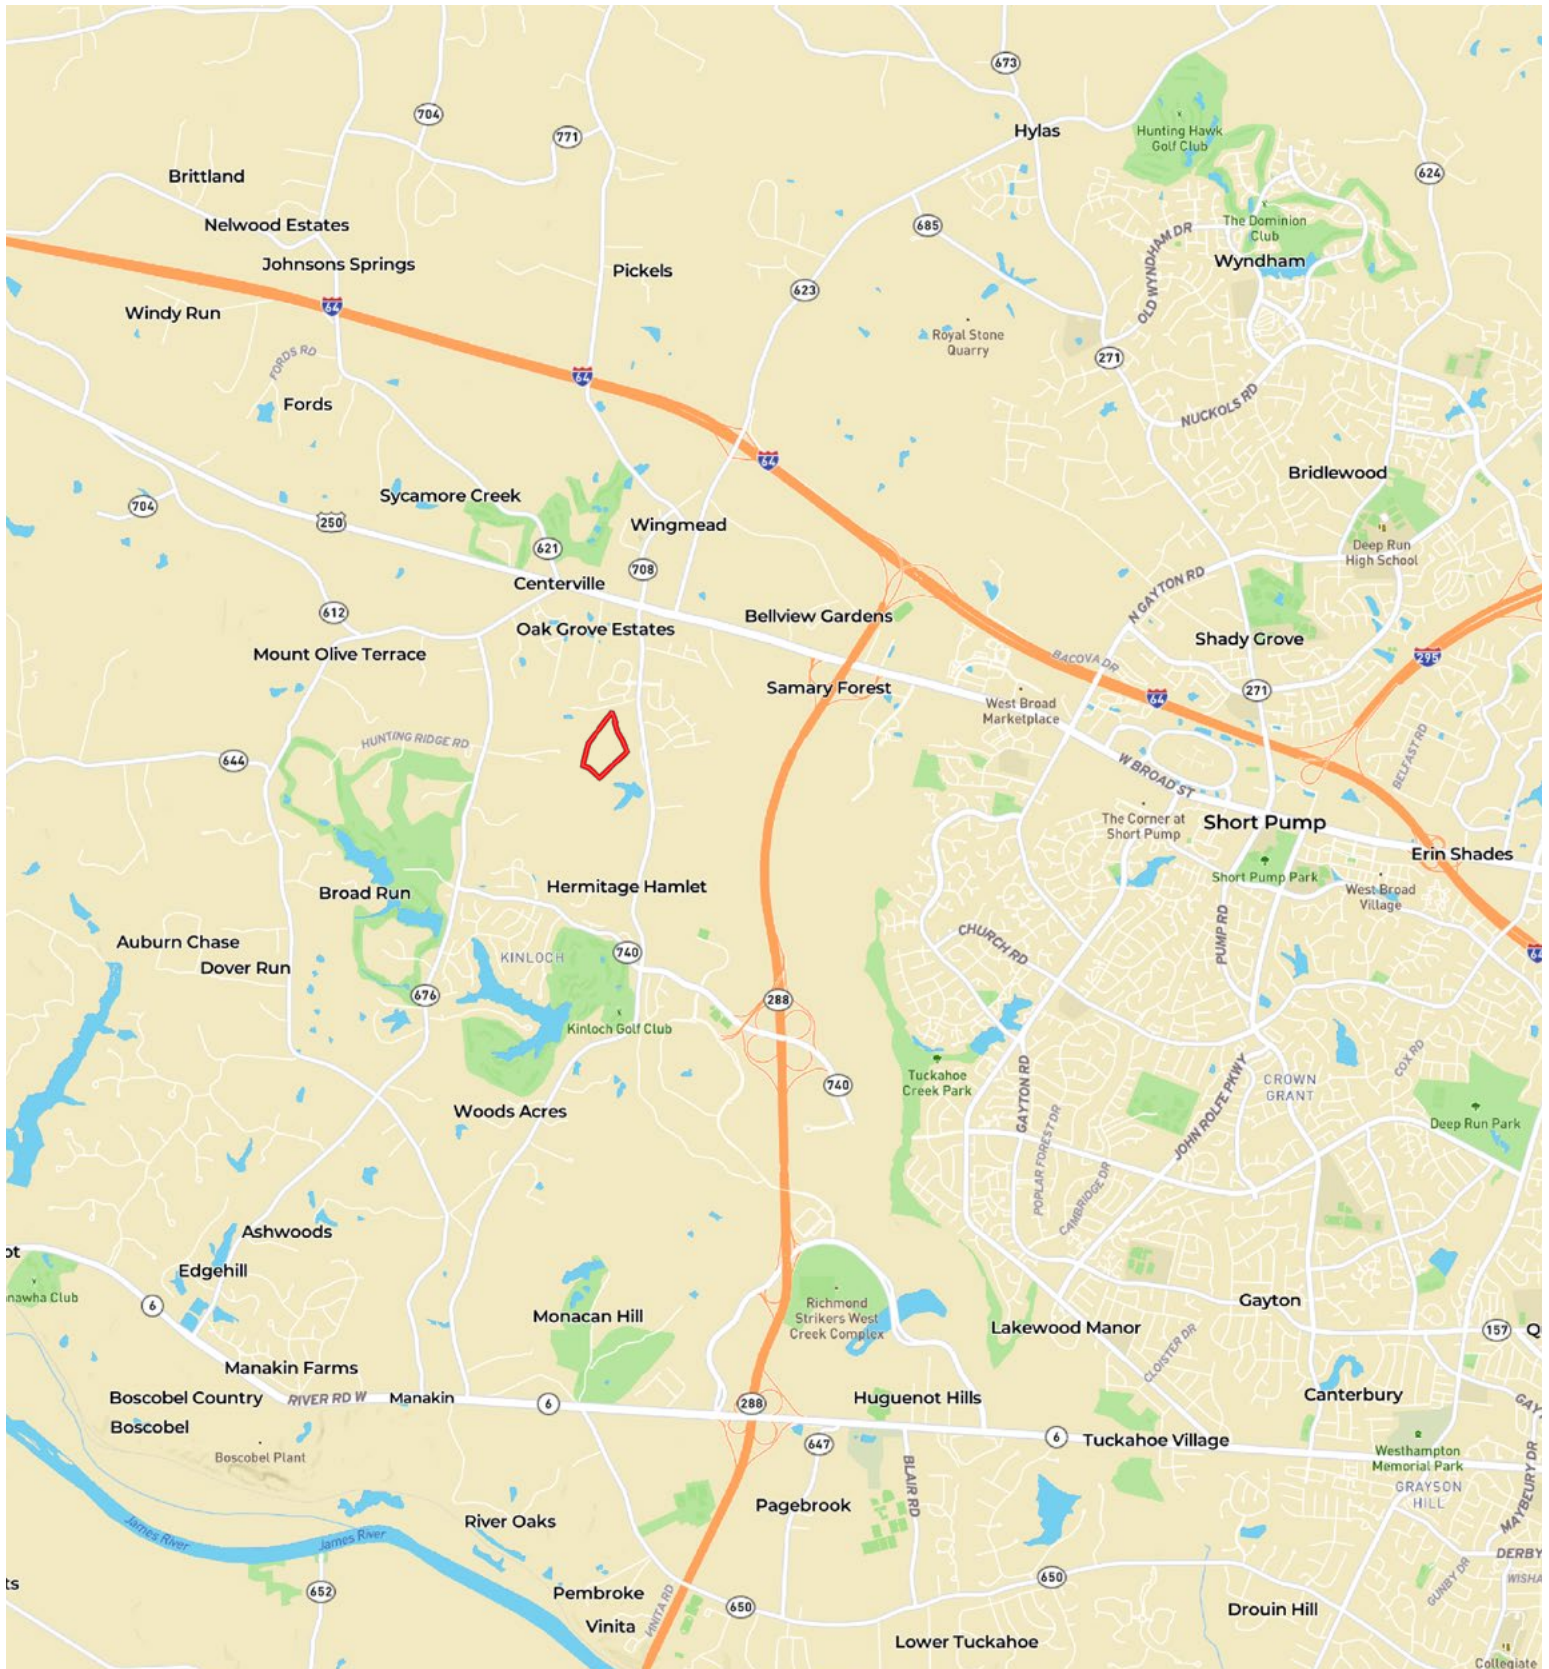 673
704
771
Hylas
Hunting Hawk
Golf Club
Brittland
624
Nelwood Estates
685
The Dominion
Club
OLD WYNDHAM DR
Johnsons Springs
Pickels
Wyndham
623
64
Windy Run
Royal Stone
Quarry
FORDS RD
271
64
Fords
NUCKOLS RD
64
Bridlewood
Sycamore Creek
704
250
Wingmead
621
Deep Run
High School
708
Centerville
N GAYTON RD
612
Bellview Gardens
Oak Grove Estates
Shady Grove
Mount Olive Terrace
BACOVA DR
295
Samary Forest
271
64
West Broad
Marketplace
HUNTING RIDGE RD
644
W BROAD ST
BELFAST RD
The Corner at
Short Pump
Short Pump
Erin Shades
Short Pump Park
West Broad
Village
Hermitage Hamlet
Broad Run
PUMP RD
CHURCH RD
Auburn Chase
740
KINLOCH
64
Dover Run
676
288
Kinloch Golf Club
COX RD
Tuckahoe
Creek Park
740
GAYTON RD
CROWN
GRANT
Woods Acres
JOHN ROLFE PKWY
Deep Run Park
POPLAR FOREST DR
CAMBRIDGE DR
Ashwoods
ot
Edgehill
nawha Club
6
Richmond
Strikers West
Creek Complex
Gayton
Monacan Hill
Lakewood Manor
157
Q
CLOISTER DR
Manakin Farms
Boscobel Country
RIVER RD W
Manakin
6
288
Huguenot Hills
Canterbury
GAY
Boscobel
6
Tuckahoe Village
647
Boscobel Plant
Westhampton
Memorial Park
BLAIR RD
GRAYSON
HILL
MAYBEURY DR
Pagebrook
River Oaks
James River
James River
DERBY
ts
652
650
WISHA
GUNBY DR
Pembroke
VINITA RD
650
Drouin Hill
Vinita
Lower Tuckahoe
Collegiate